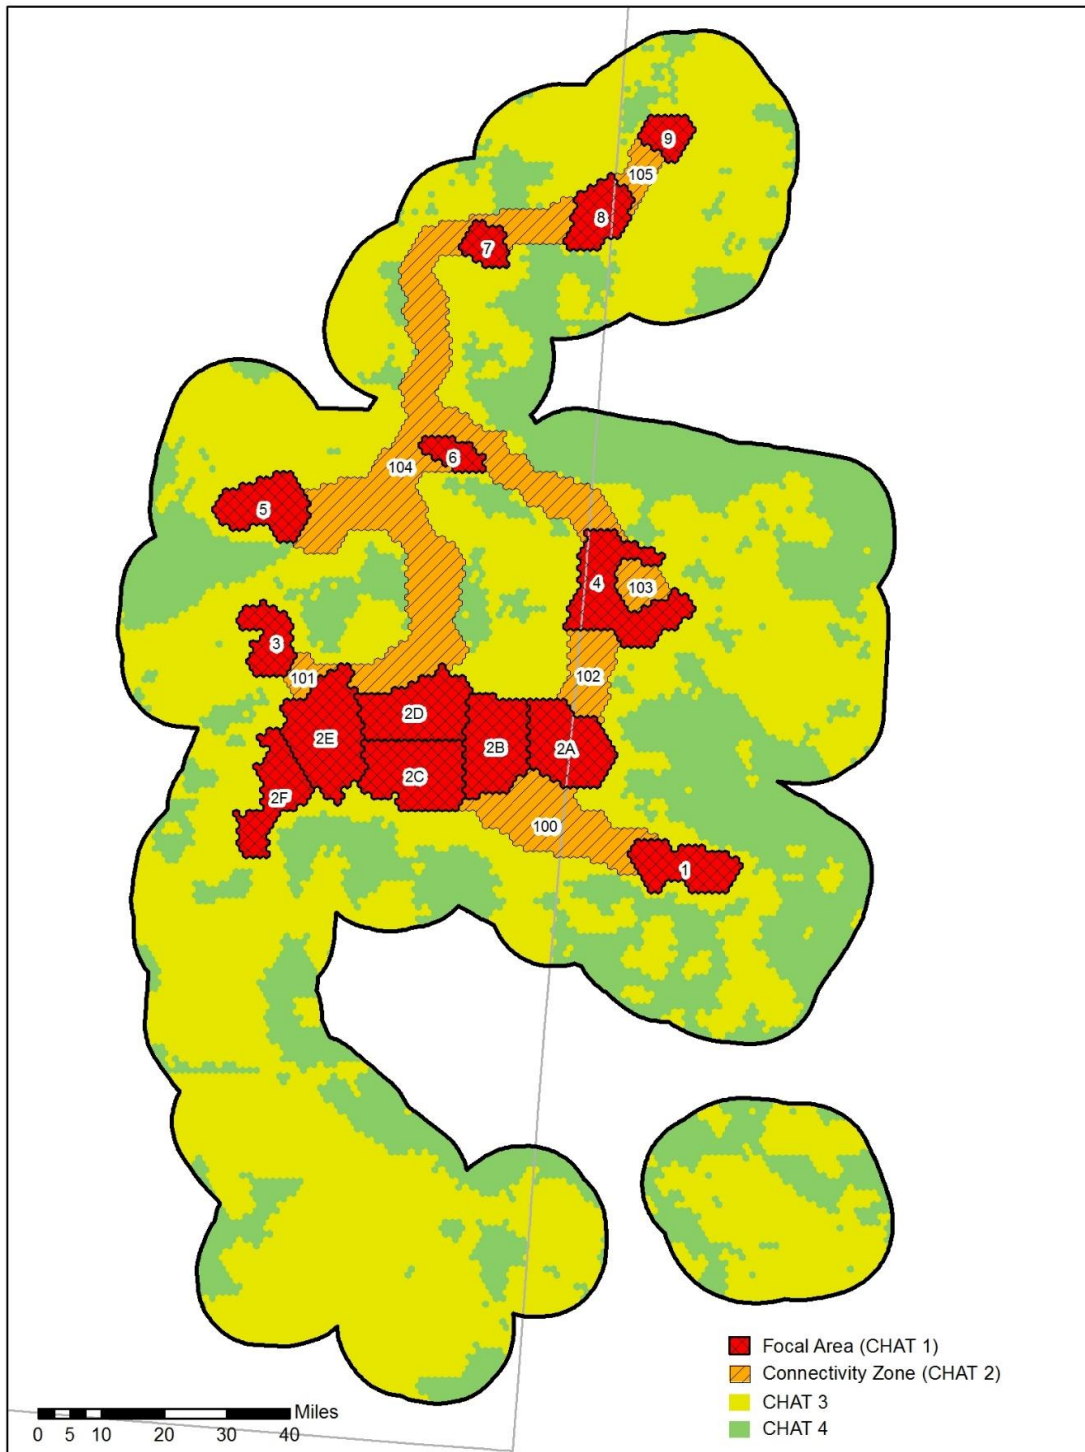 9
105
8
7
6
104
5
4
103
3
101
102
2D
2E
2B
2A
2C
2F
100
1
Focal Area (CHAT 1)
Connectivity Zone (CHAT 2)
CHAT 3
CHAT 4
Miles
0 5 10 20 30 40